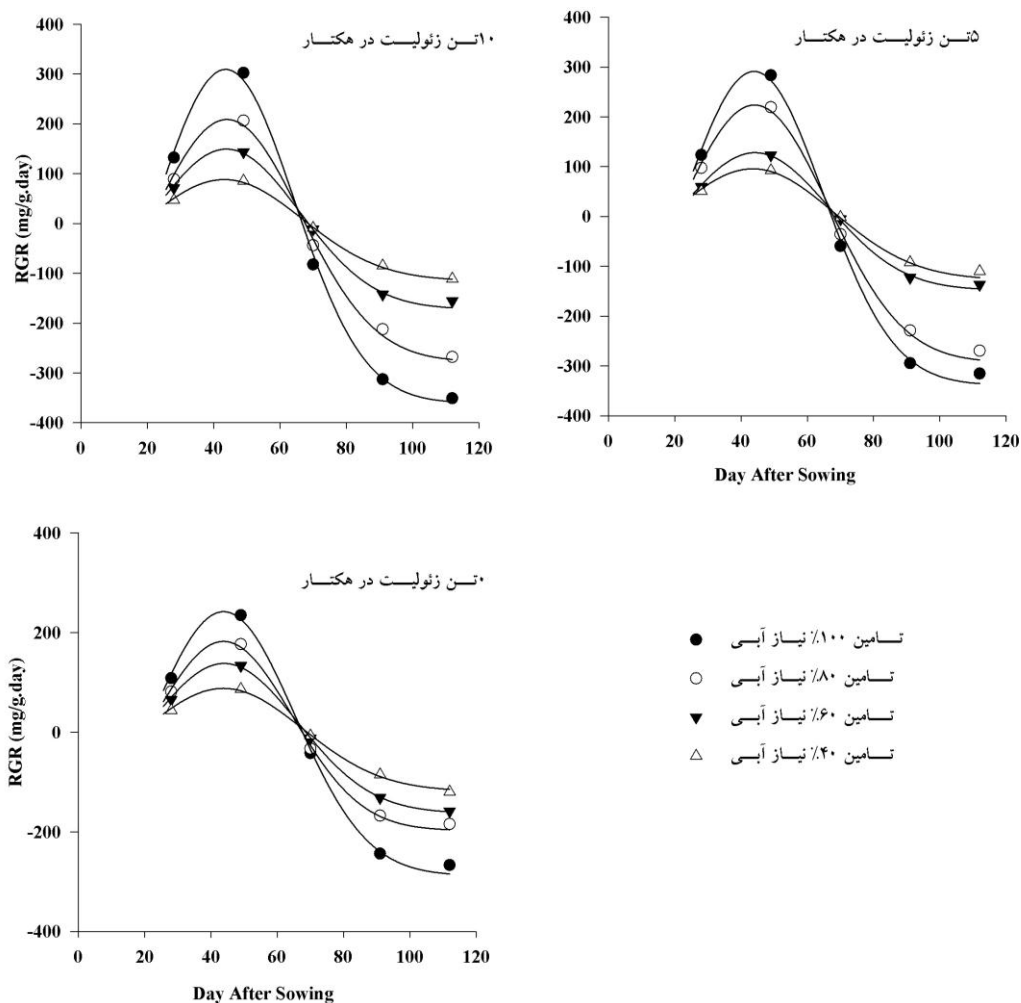 ۱۰تـــن زئولیـــت در هکتـــار
400
300
200
100
0
-100
-200
-300
-400
RGR (mg/g.day)
0 20 40 60 80 100 120
۵تـــن زئولیـــت در هکتـــار
400
300
200
100
0
-100
-200
-300
-400
0 20 40 60 80 100 120
Day After Sowing
۰تـــن زئولیـــت در هکتـــار
400
200
0
-200
-400
RGR (mg/g.day)
0 20 40 60 80 100 120
Day After Sowing
تـــامین ۱۰۰٪ نیـــاز آبـــی
تـــامین ۸۰٪ نیـــاز آبـــی
تـــامین ۶۰٪ نیـــاز آبـــی
تـــامین ۴۰٪ نیـــاز آبـــی